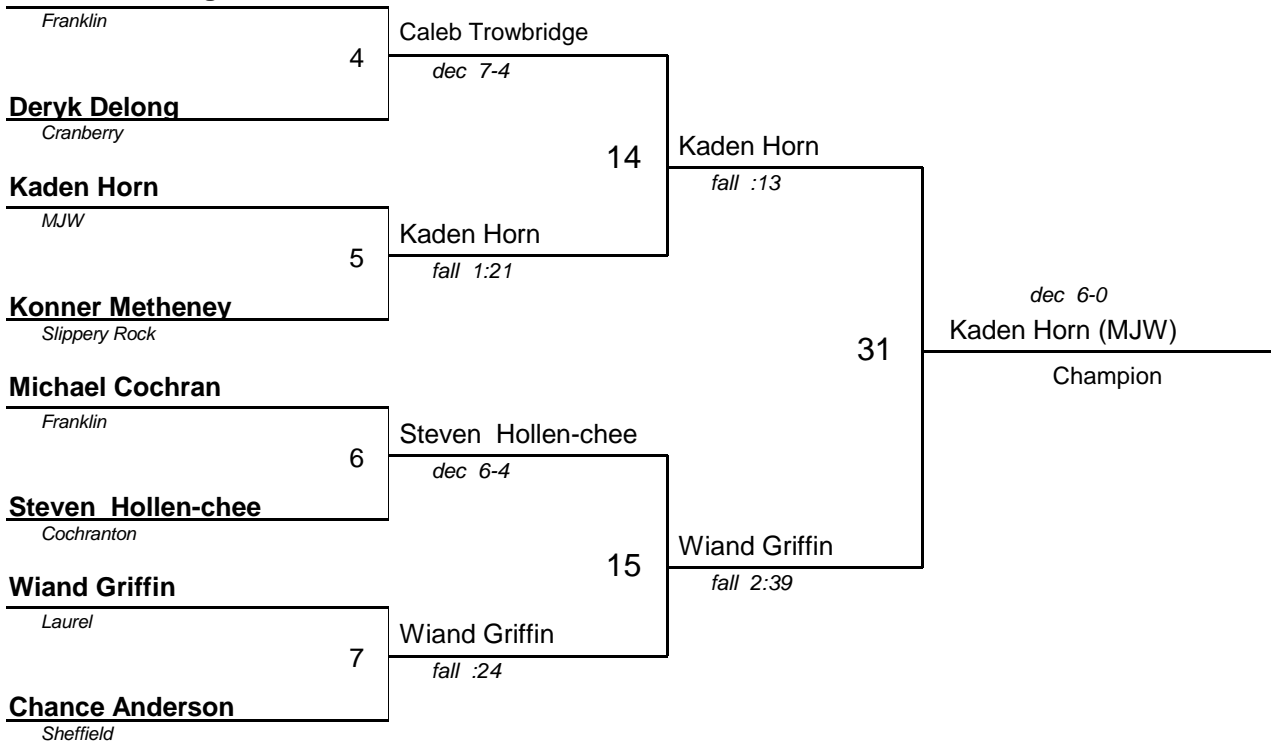 Franklin
4
Caleb Trowbridge
dec 7-4
Deryk Delong
Cranberry
14
Kaden Horn
fall :13
Kaden Horn
MJW
5
Kaden Horn
fall 1:21
Konner Metheney
Slippery Rock
31
dec 6-0
Kaden Horn (MJW)
Champion
Michael Cochran
Franklin
6
Steven Hollen-chee
dec 6-4
Steven Hollen-chee
Cochranton
15
Wiand Griffin
fall 2:39
Wiand Griffin
Laurel
7
Wiand Griffin
fall :24
Chance Anderson
Sheffield